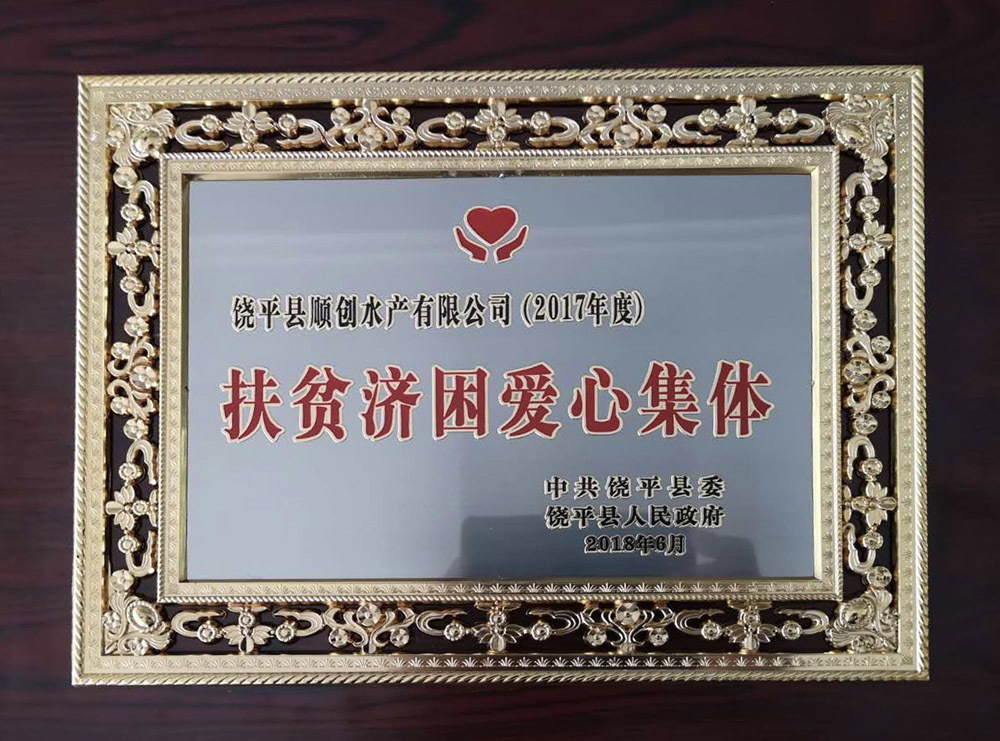 饶平县顺创水产有限公司(2017年度)
扶贫济困爱心集体
中共饶平县委
饶平县人民政府
2018年6月